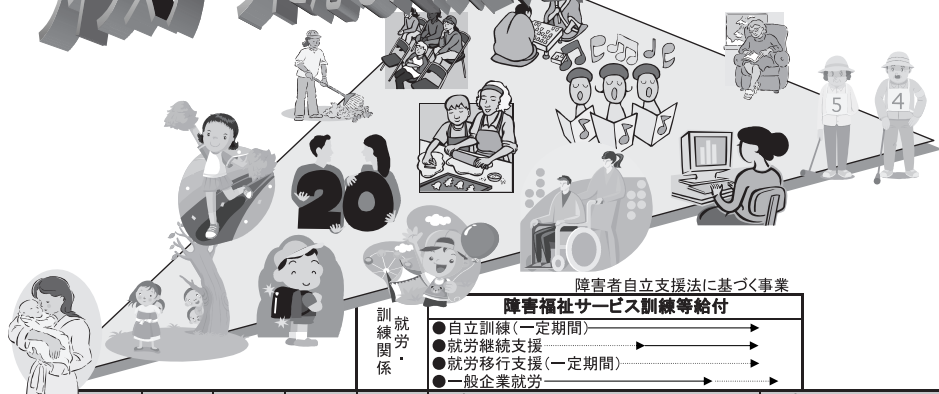 20
5
4
障害者自立支援法に基づく事業
就労・
訓練関係
障害福祉サービス訓練等給付
●自立訓練(一定期間)
●就労継続支援
●就労移行支援(一定期間)
●一般企業就労